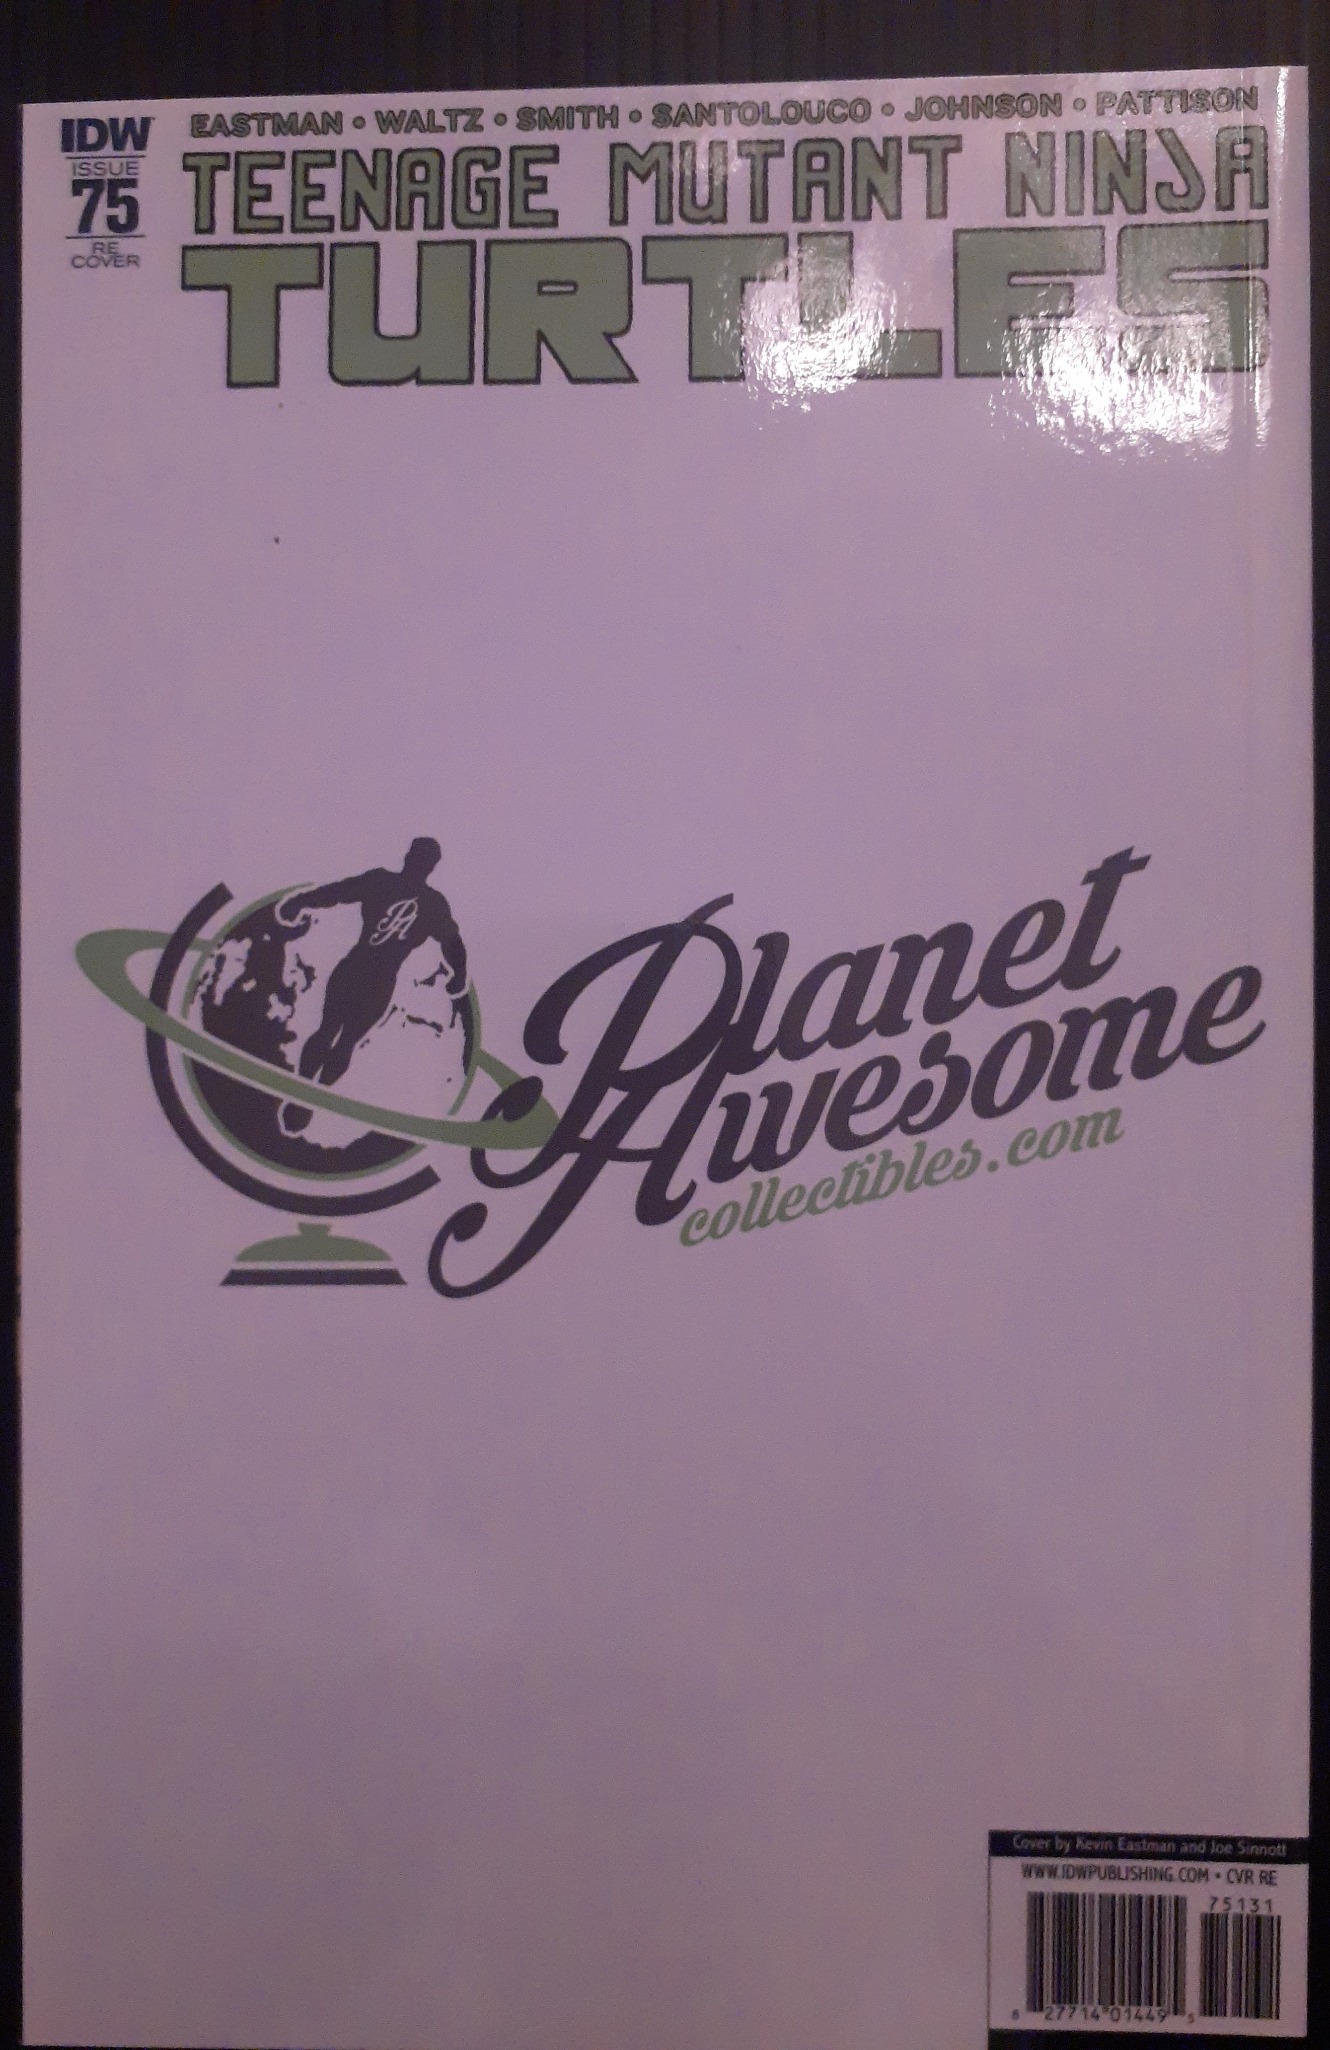 IDW
ISSUE
75
RE
COVER
EASTMAN • WALTZ • SMITH • SANTOLOUCO • JOHNSON • PATTISON
TEENAGE MUTANT NINJA
TURTLES
PA
Planet
Awesome
collectibles.com
Cover by Kevin Eastman and Joe Sinnott
WWW.IDWPUBLISHING.COM • CVR RE
75131
8 27714 01449 5